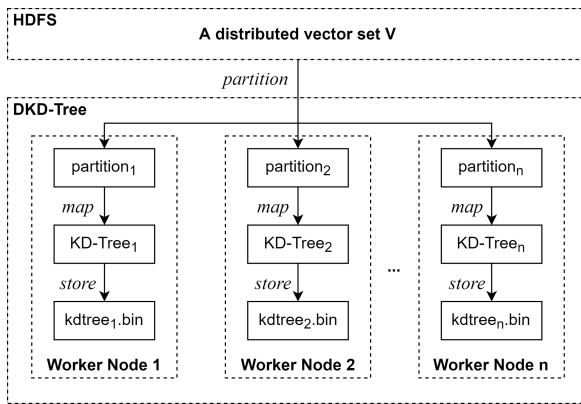 HDFS
A distributed vector set V
partition
DKD-Tree
partition₁ partition₂ partitionₙ
map map map
KD-Tree₁ KD-Tree₂ KD-Treeₙ
...
store store store
kdtree₁.bin kdtree₂.bin kdtreeₙ.bin
Worker Node 1 Worker Node 2 Worker Node n